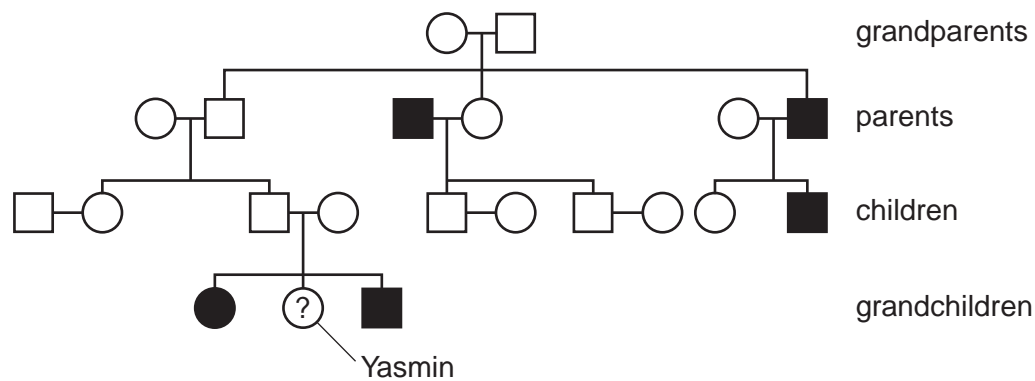 grandparents
parents
children
?
grandchildren
Yasmin